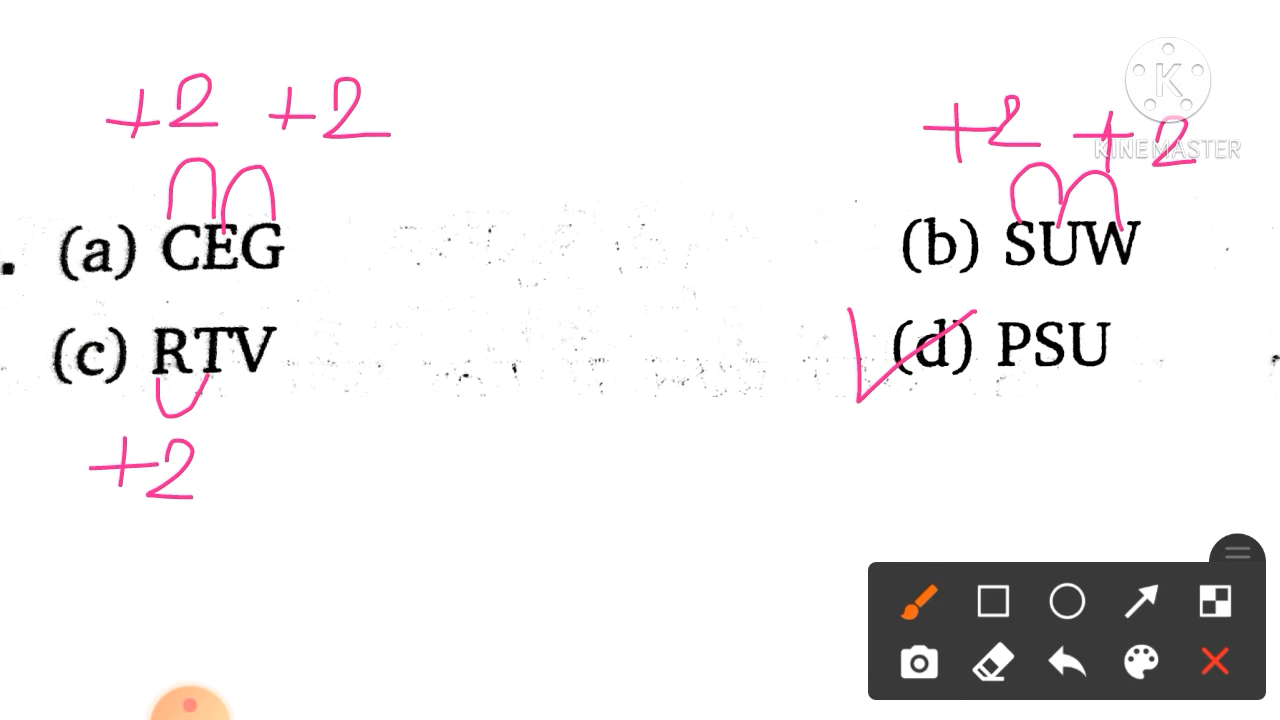 +2 +2 +2 +2
K
KINEMASTER
. (a) CEG (b) SUW
(c) RTV (d) PSU
+2